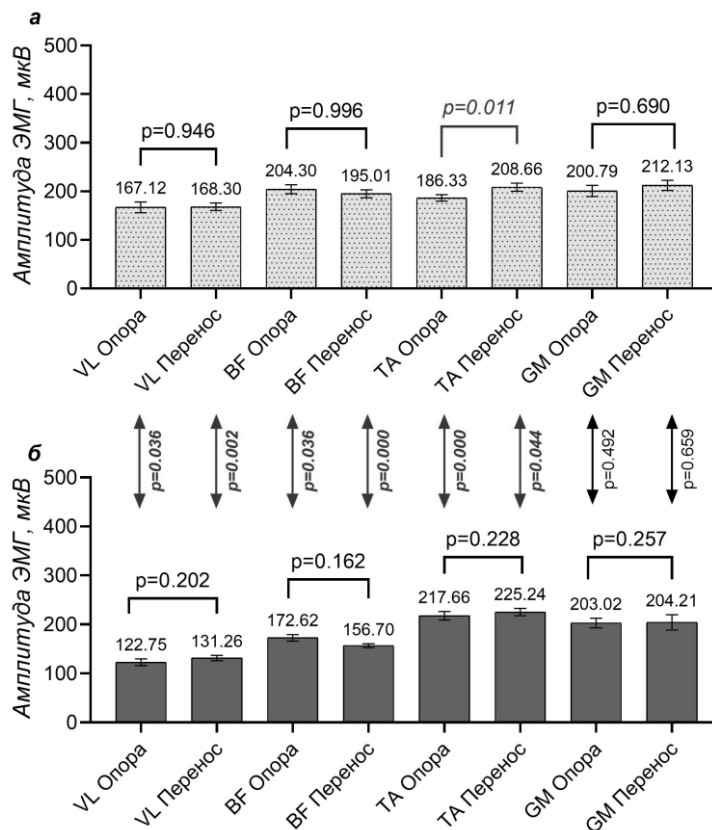 а
Амплитуда ЭМГ, мкВ
500
400
300
200
100
0
p=0.946
p=0.996
p=0.011
p=0.690
167.12
168.30
204.30
195.01
186.33
208.66
200.79
212.13
VL Опора
VL Перенос
BF Опора
BF Перенос
TA Опора
TA Перенос
GM Опора
GM Перенос
p=0.036
p=0.002
p=0.036
p=0.000
p=0.000
p=0.044
p=0.492
p=0.659
б
Амплитуда ЭМГ, мкВ
500
400
300
200
100
0
p=0.202
p=0.162
p=0.228
p=0.257
122.75
131.26
172.62
156.70
217.66
225.24
203.02
204.21
VL Опора
VL Перенос
BF Опора
BF Перенос
TA Опора
TA Перенос
GM Опора
GM Перенос